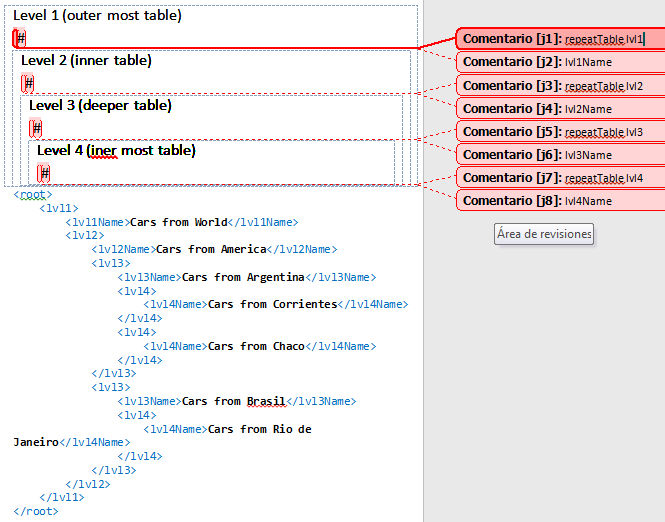 Level 1 (outer most table)
#
Level 2 (inner table)
#
Level 3 (deeper table)
#
Level 4 (iner most table)
#
Comentario [j1]: repeatTable.lvl1
Comentario [j2]: lvl1Name
Comentario [j3]: repeatTable.lvl2
Comentario [j4]: lvl2Name
Comentario [j5]: repeatTable.lvl3
Comentario [j6]: lvl3Name
Comentario [j7]: repeatTable.lvl4
Comentario [j8]: lvl4Name
Área de revisiones
<root>
<lvl1>
<lvl1Name>Cars from World</lvl1Name>
<lvl2>
<lvl2Name>Cars from America</lvl2Name>
<lvl3>
<lvl3Name>Cars from Argentina</lvl3Name>
<lvl4>
<lvl4Name>Cars from Corrientes</lvl4Name>
</lvl4>
<lvl4>
<lvl4Name>Cars from Chaco</lvl4Name>
</lvl4>
</lvl3>
<lvl3>
<lvl3Name>Cars from Brasil</lvl3Name>
<lvl4>
<lvl4Name>Cars from Rio de
Janeiro</lvl4Name>
</lvl4>
</lvl3>
</lvl2>
</lvl1>
</root>